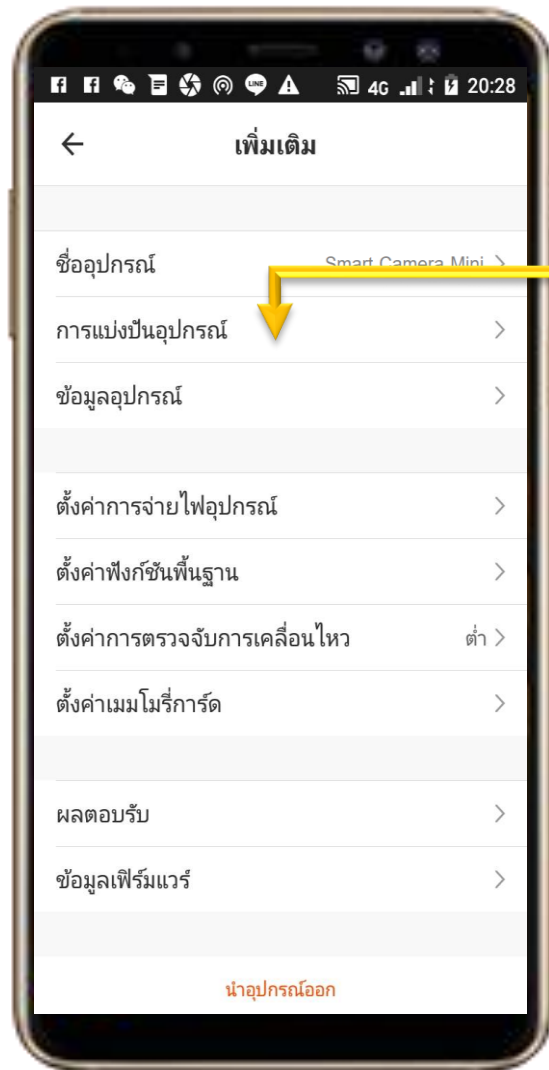 LINE 4G 20:28
เพิ่มเติม
ชื่ออุปกรณ์ Smart Camera Mini
การแบ่งปันอุปกรณ์
ข้อมูลอุปกรณ์
ตั้งค่าการจ่ายไฟอุปกรณ์
ตั้งค่าฟังก์ชันพื้นฐาน
ตั้งค่าการตรวจจับการเคลื่อนไหว ต่ำ
ตั้งค่าเมมโมรี่การ์ด
ผลตอบรับ
ข้อมูลเฟิร์มแวร์
นำอุปกรณ์ออก